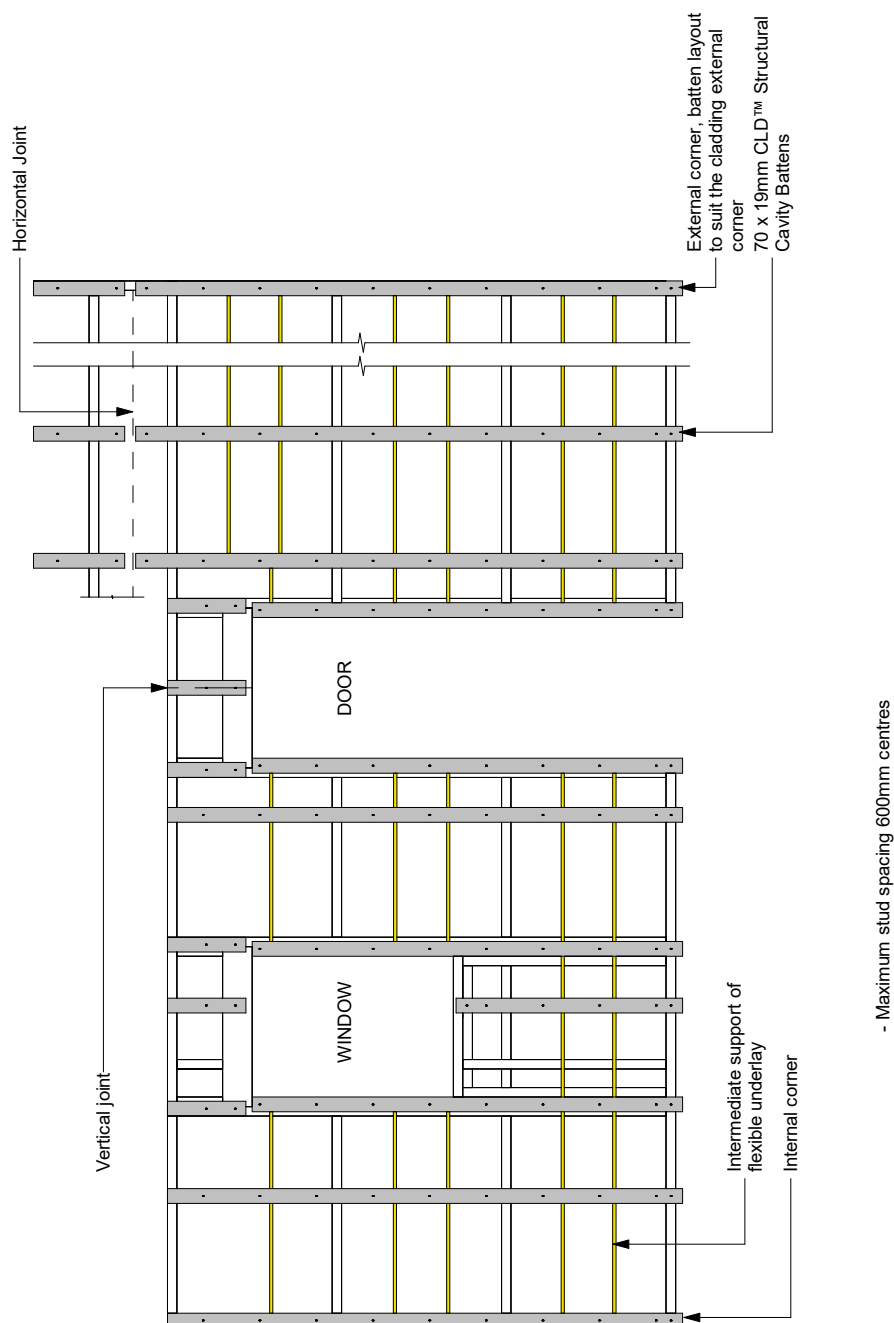 Horizontal Joint
Vertical joint
External corner, batten layout
to suit the cladding external
corner
70 x 19mm CLD™ Structural
Cavity Battens
DOOR
WINDOW
Intermediate support of
flexible underlay
Internal corner
- Maximum stud spacing 600mm centres